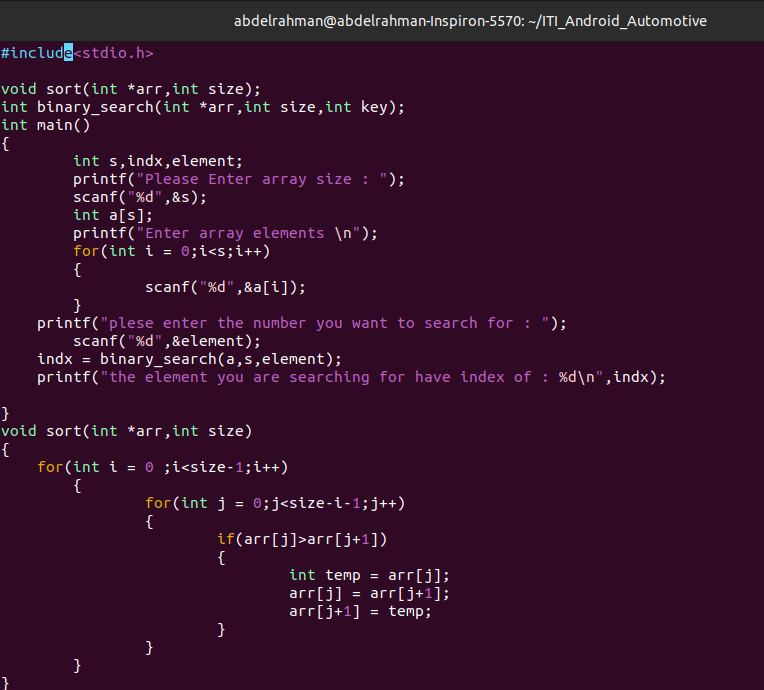 abdelrahman@abdelrahman-Inspiron-5570: ~/ITI_Android_Automotive
#include<stdio.h>

void sort(int *arr,int size);
int binary_search(int *arr,int size,int key);
int main()
{
        int s,indx,element;
        printf("Please Enter array size : ");
        scanf("%d",&s);
        int a[s];
        printf("Enter array elements \n");
        for(int i = 0;i<s;i++)
        {
                scanf("%d",&a[i]);
        }
    printf("plese enter the number you want to search for : ");
        scanf("%d",&element);
    indx = binary_search(a,s,element);
    printf("the element you are searching for have index of : %d\n",indx);

}
void sort(int *arr,int size)
{
    for(int i = 0 ;i<size-1;i++)
        {
                for(int j = 0;j<size-i-1;j++)
                {
                        if(arr[j]>arr[j+1])
                        {
                                int temp = arr[j];
                                arr[j] = arr[j+1];
                                arr[j+1] = temp;
                        }
                }
        }
}